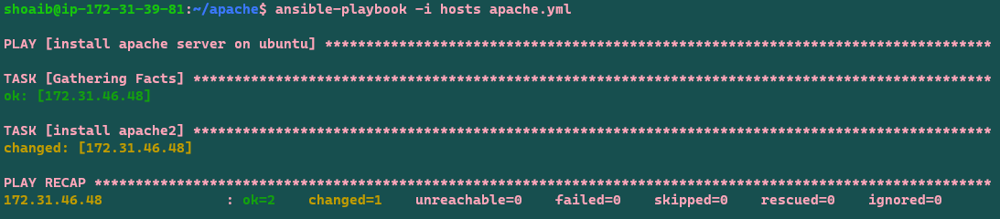 shoaib@ip-172-31-39-81:~/apache$ ansible-playbook -i hosts apache.yml
PLAY [install apache server on ubuntu] *********************************************************************************
TASK [Gathering Facts] *************************************************************************************************
ok: [172.31.46.48]
TASK [install apache2] *************************************************************************************************
changed: [172.31.46.48]
PLAY RECAP *************************************************************************************************************
172.31.46.48               : ok=2    changed=1    unreachable=0    failed=0    skipped=0    rescued=0    ignored=0